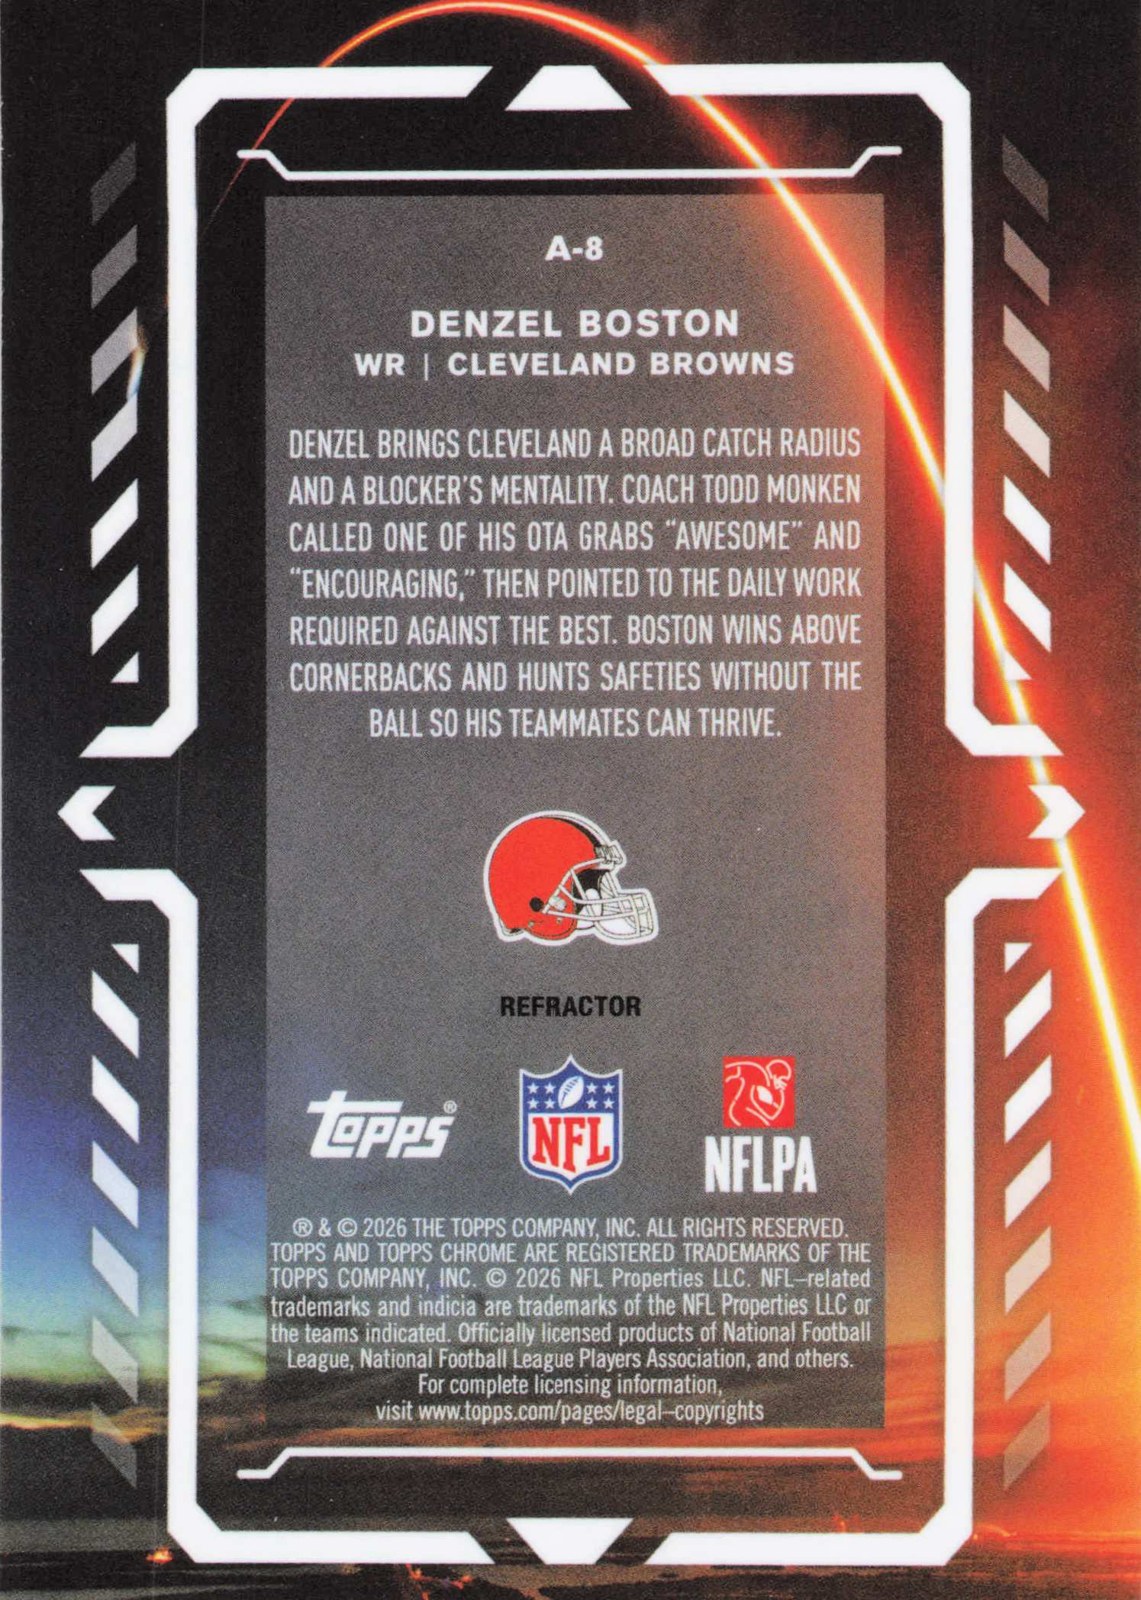 A-8
DENZEL BOSTON
WR | CLEVELAND BROWNS
DENZEL BRINGS CLEVELAND A BROAD CATCH RADIUS
AND A BLOCKER'S MENTALITY. COACH TODD MONKEN
CALLED ONE OF HIS OTA GRABS "AWESOME" AND
"ENCOURAGING," THEN POINTED TO THE DAILY WORK
REQUIRED AGAINST THE BEST. BOSTON WINS ABOVE
CORNERBACKS AND HUNTS SAFETIES WITHOUT THE
BALL SO HIS TEAMMATES CAN THRIVE.
REFRACTOR
Topps® NFL NFLPA
® & © 2026 THE TOPPS COMPANY, INC. ALL RIGHTS RESERVED.
TOPPS AND TOPPS CHROME ARE REGISTERED TRADEMARKS OF THE
TOPPS COMPANY, INC. © 2026 NFL Properties LLC. NFL-related
trademarks and indicia are trademarks of the NFL Properties LLC or
the teams indicated. Officially licensed products of National Football
League, National Football League Players Association, and others.
For complete licensing information,
visit www.topps.com/pages/legal-copyrights